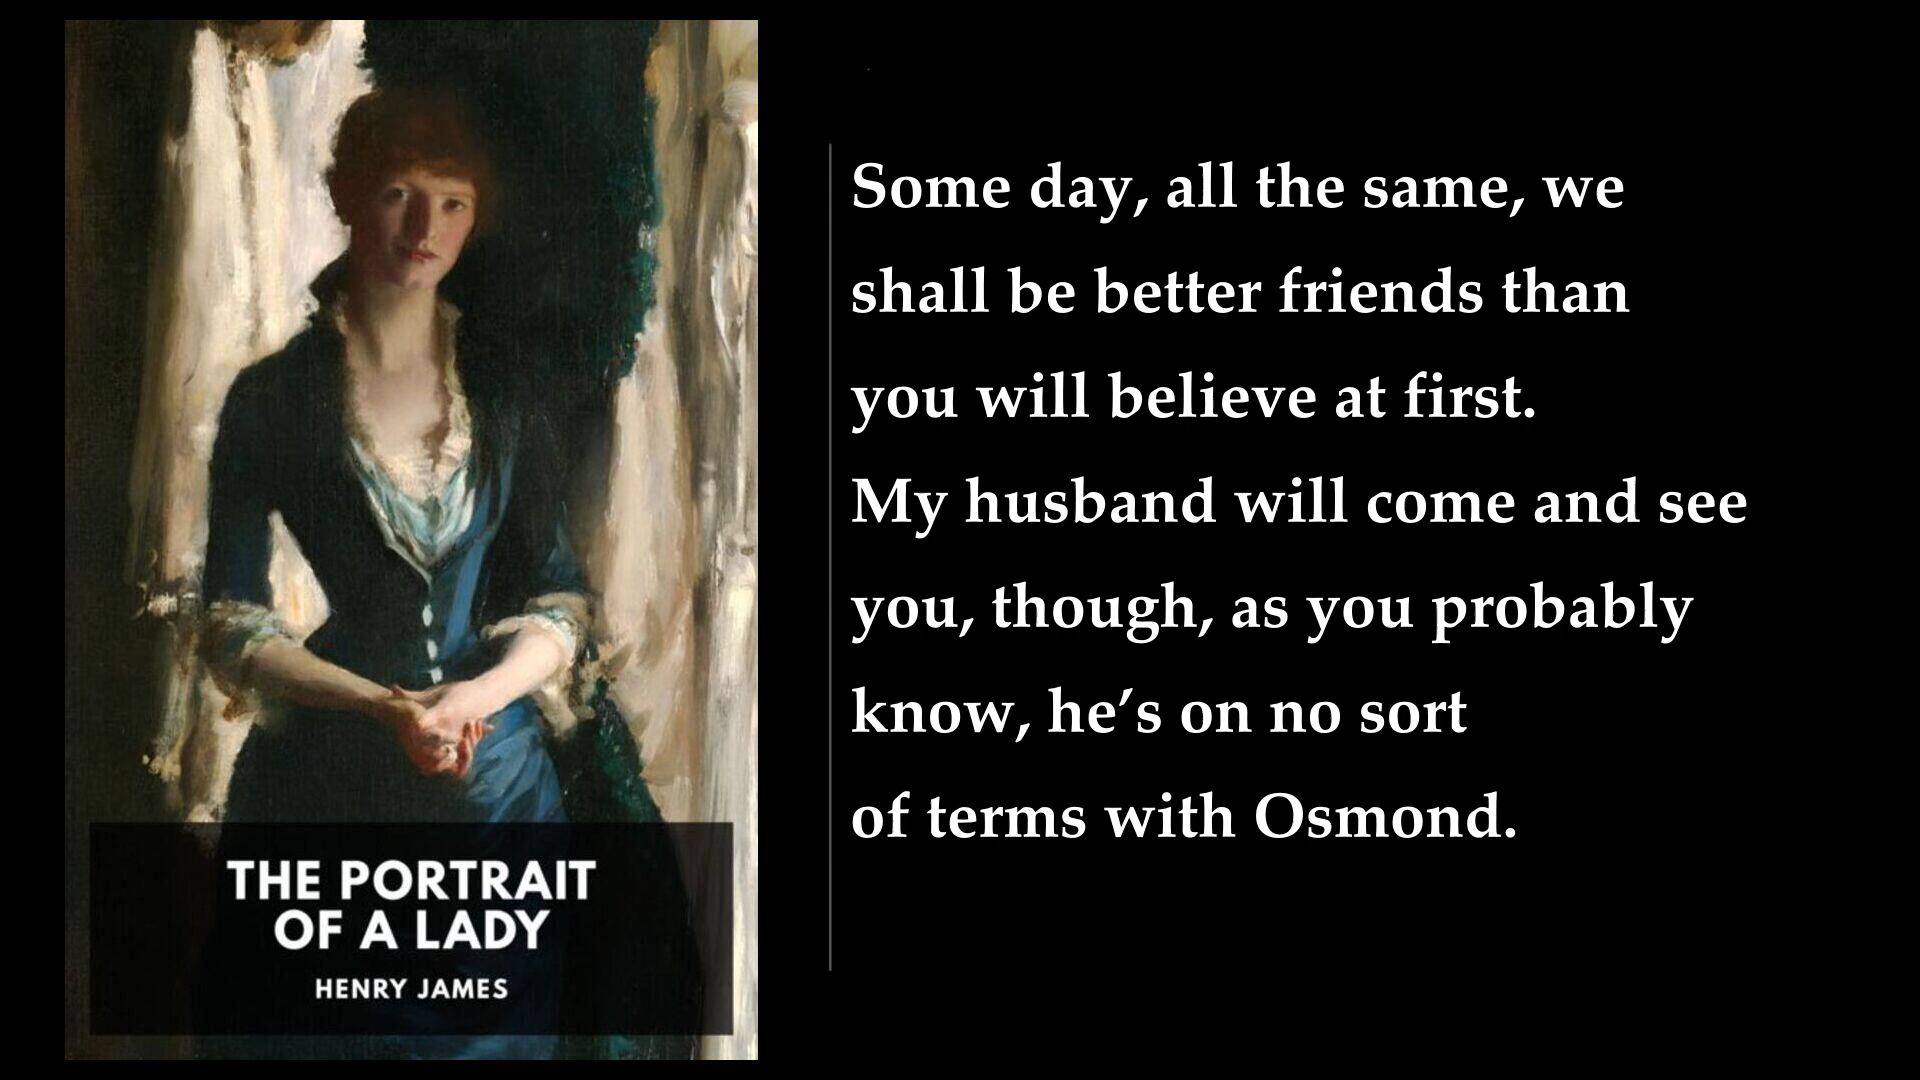 THE PORTRAIT
OF A LADY
HENRY JAMES
Some day, all the same, we
shall be better friends than
you will believe at first.
My husband will come and see
you, though, as you probably
know, he’s on no sort
of terms with Osmond.